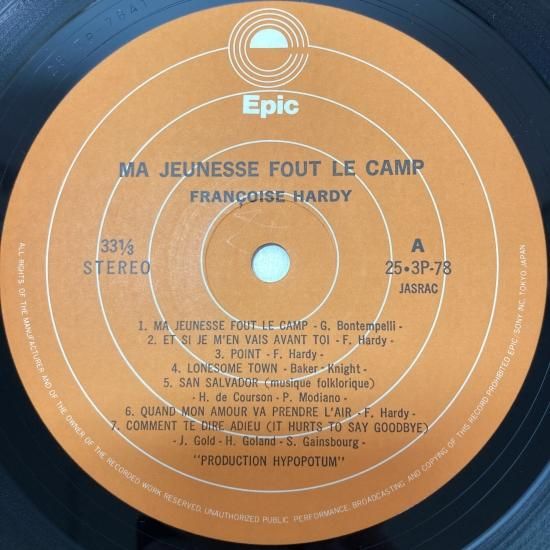 Epic
MA JEUNESSE FOUT LE CAMP
FRANÇOISE HARDY
33⅓
STEREO
A
25•3P-78
JASRAC
1. MA JEUNESSE FOUT LE CAMP - G. Bontempelli -
2. ET SI JE M'EN VAIS AVANT TOI - F. Hardy -
3. POINT - F. Hardy -
4. LONESOME TOWN - Baker - Knight -
5. SAN SALVADOR (musique folklorique)
- H. de Courson - P. Modiano -
6. QUAND MON AMOUR VA PRENDRE L'AIR - F. Hardy -
7. COMMENT TE DIRE ADIEU (IT HURTS TO SAY GOODBYE)
- J. Gold - H. Goland - S. Gainsbourg -
"PRODUCTION HYPOPOTUM"
ALL RIGHTS OF THE MANUFACTURER AND OF THE OWNER OF THE RECORDED WORK RESERVED. UNAUTHORIZED PUBLIC PERFORMANCE, BROADCASTING AND COPYING OF THIS RECORD PROHIBITED EPIC·SONY INC. TOKYO JAPAN